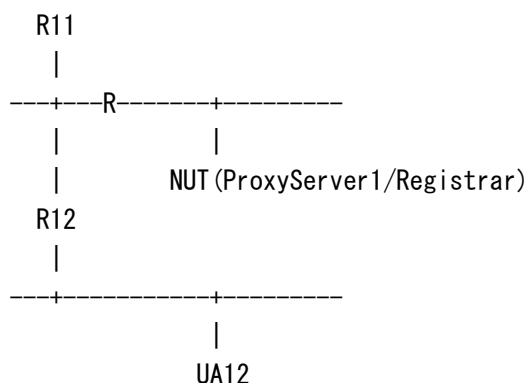 R11
|
---+---R-------+---------
| |
| NUT(ProxyServer1/Registrar)
R12
|
---+-----------+---------
|
UA12